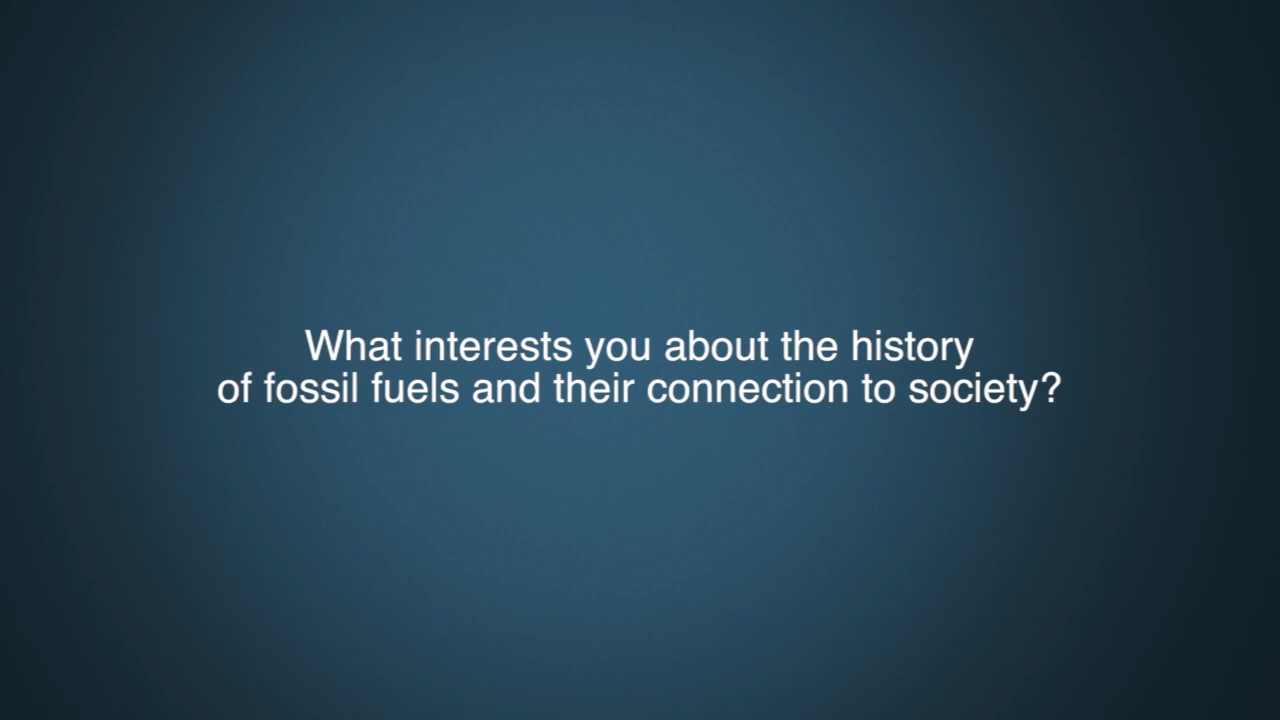 What interests you about the history
of fossil fuels and their connection to society?